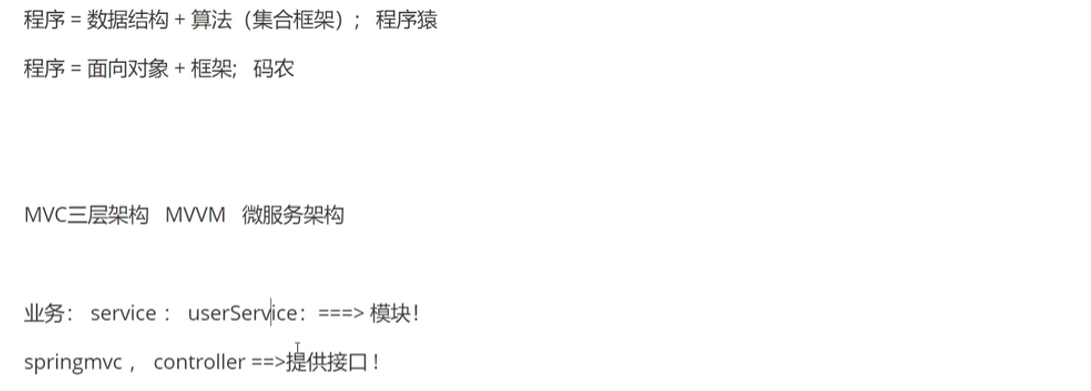 程序 = 数据结构 + 算法（集合框架）； 程序猿
程序 = 面向对象 + 框架; 码农
MVC三层架构 MVVM 微服务架构
业务： service ： userService：===> 模块！
springmvc ， controller ==>提供接口！